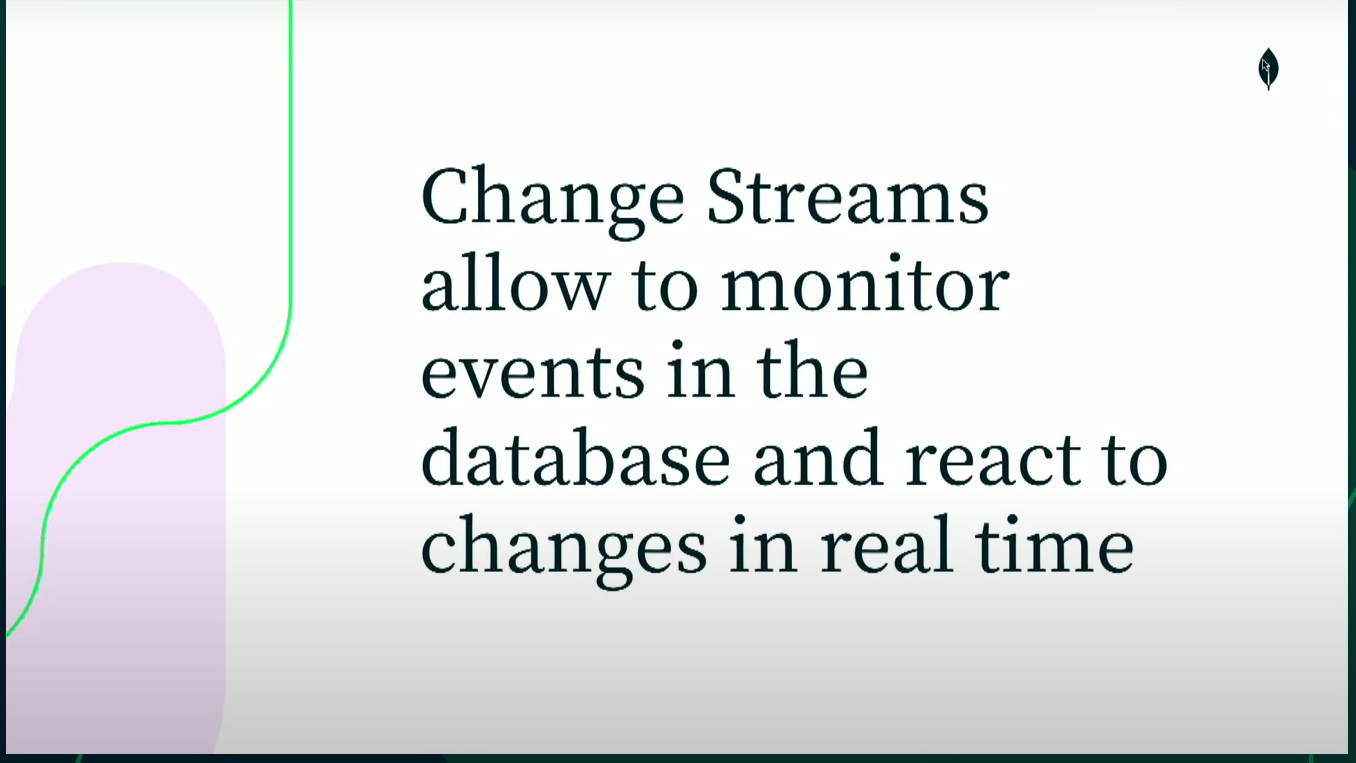 Change Streams
allow to monitor
events in the
database and react to
changes in real time